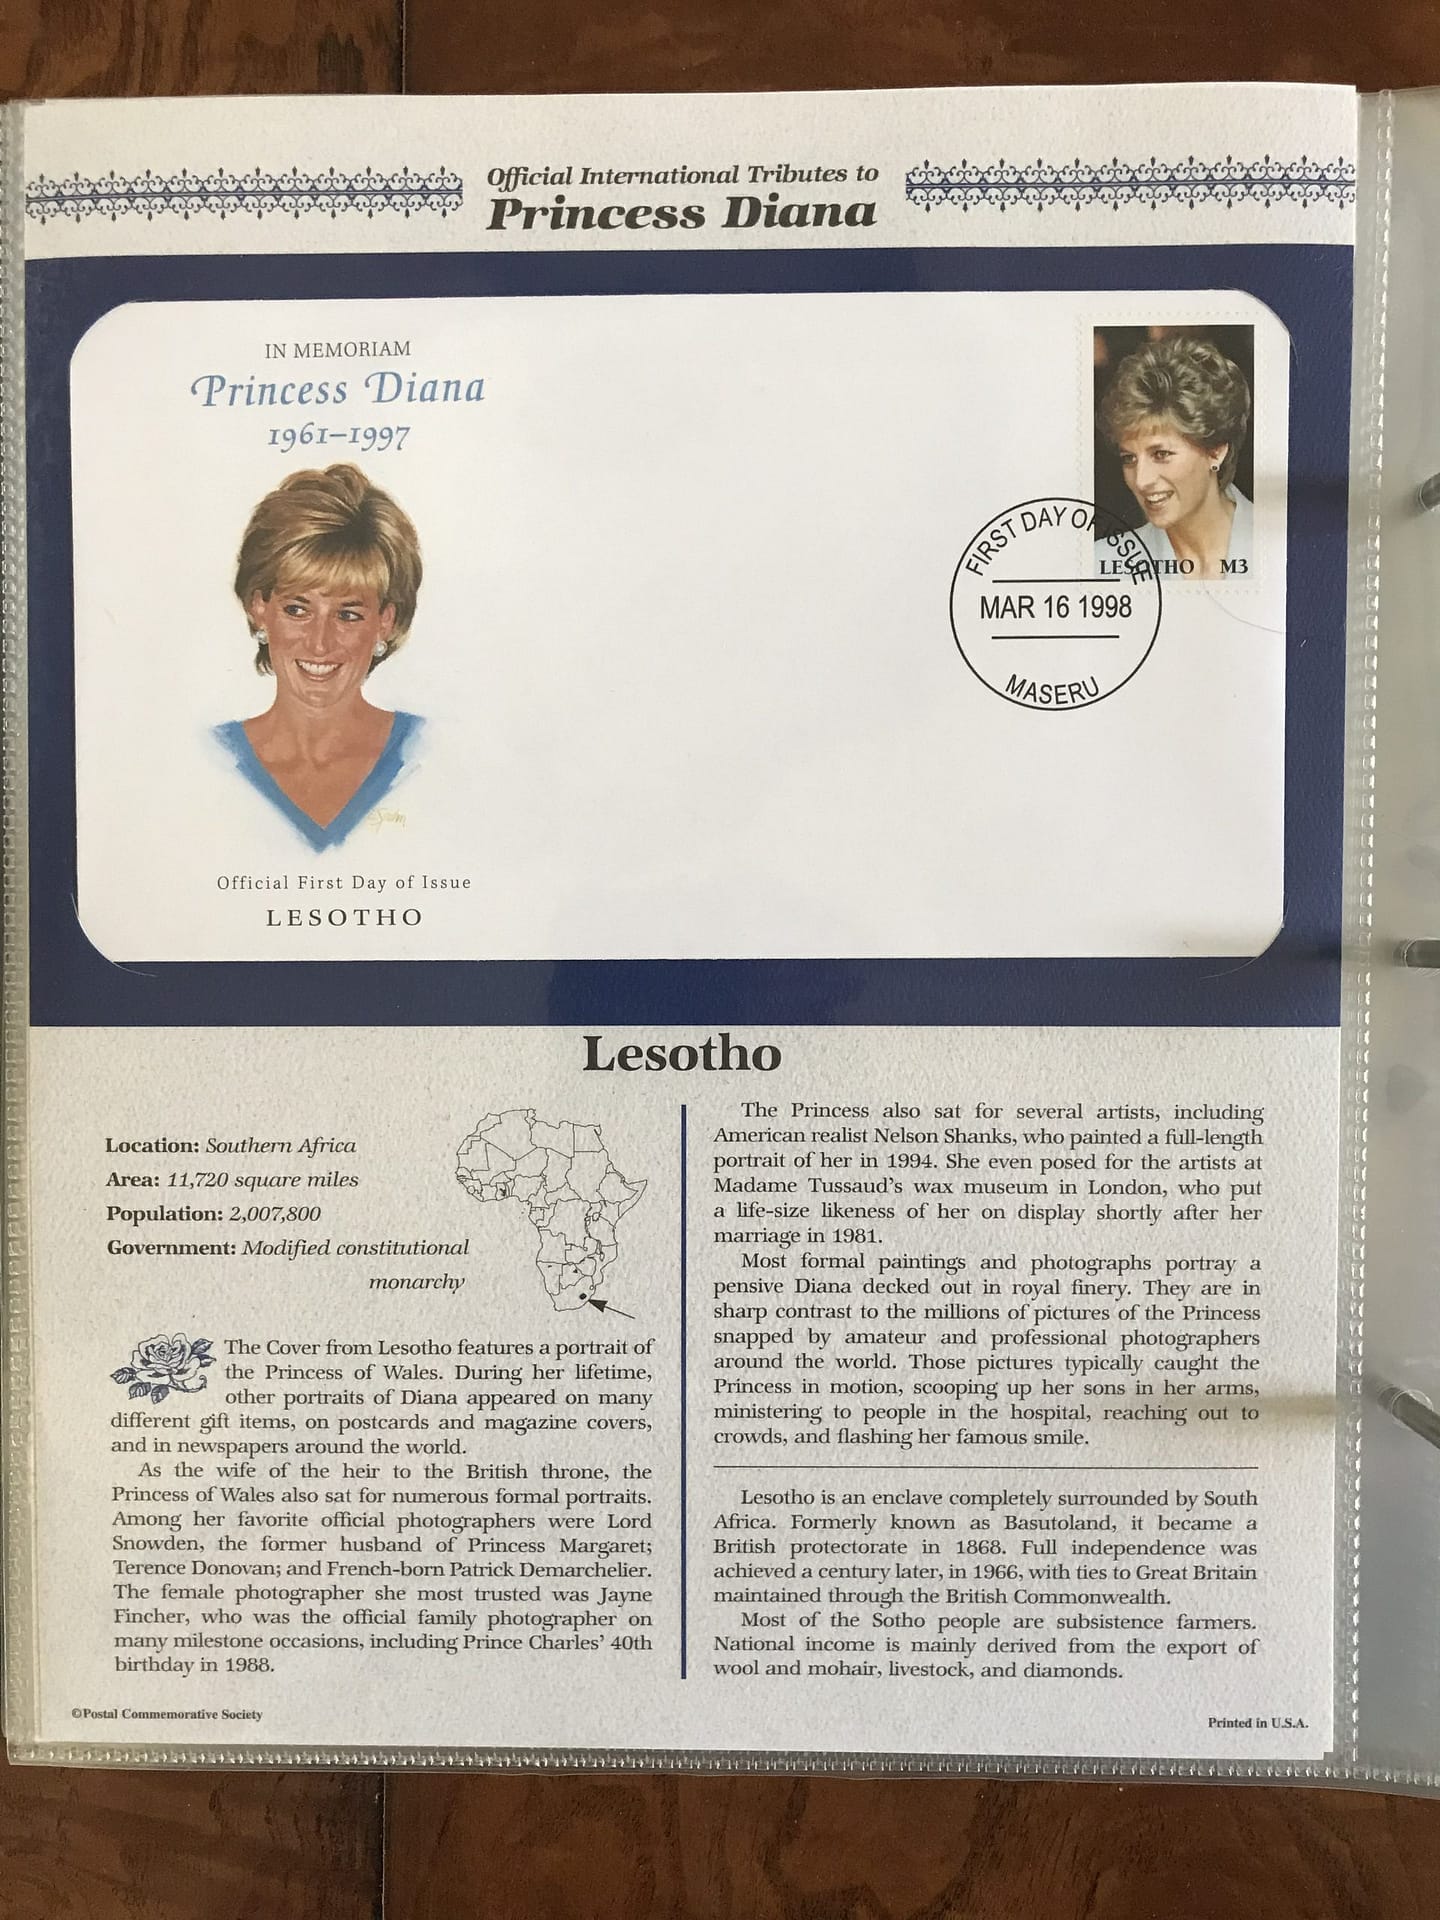 Official International Tributes to
Princess Diana
IN MEMORIAM
Princess Diana
1961–1997
Official First Day of Issue
LESOTHO
LESOTHO M3
FIRST DAY OF ISSUE
MAR 16 1998
MASERU
Lesotho
Location: Southern Africa
Area: 11,720 square miles
Population: 2,007,800
Government: Modified constitutional
monarchy
The Cover from Lesotho features a portrait of
the Princess of Wales. During her lifetime,
other portraits of Diana appeared on many
different gift items, on postcards and magazine covers,
and in newspapers around the world.
As the wife of the heir to the British throne, the
Princess of Wales also sat for numerous formal portraits.
Among her favorite official photographers were Lord
Snowden, the former husband of Princess Margaret;
Terence Donovan; and French-born Patrick Demarchelier.
The female photographer she most trusted was Jayne
Fincher, who was the official family photographer on
many milestone occasions, including Prince Charles' 40th
birthday in 1988.
The Princess also sat for several artists, including
American realist Nelson Shanks, who painted a full-length
portrait of her in 1994. She even posed for the artists at
Madame Tussaud's wax museum in London, who put
a life-size likeness of her on display shortly after her
marriage in 1981.
Most formal paintings and photographs portray a
pensive Diana decked out in royal finery. They are in
sharp contrast to the millions of pictures of the Princess
snapped by amateur and professional photographers
around the world. Those pictures typically caught the
Princess in motion, scooping up her sons in her arms,
ministering to people in the hospital, reaching out to
crowds, and flashing her famous smile.
Lesotho is an enclave completely surrounded by South
Africa. Formerly known as Basutoland, it became a
British protectorate in 1868. Full independence was
achieved a century later, in 1966, with ties to Great Britain
maintained through the British Commonwealth.
Most of the Sotho people are subsistence farmers.
National income is mainly derived from the export of
wool and mohair, livestock, and diamonds.
©Postal Commemorative Society
Printed in U.S.A.